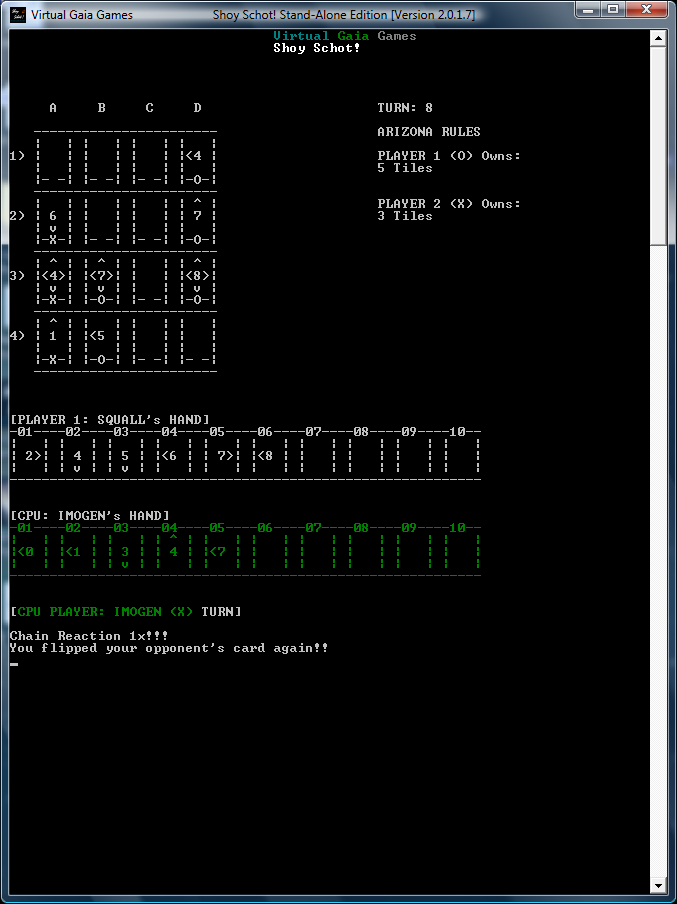 Virtual Gaia Games Shoy Schot! Stand-Alone Edition [Version 2.0.1.7]
Virtual Gaia Games
Shoy Schot!
A B C D TURN: 8
ARIZONA RULES
1> <4 PLAYER 1 (O) Owns:
5 Tiles
- - - - - - -O-
^ PLAYER 2 (X) Owns:
2> 6 7 3 Tiles
v
-X- - - - - -O-
^ ^ ^
3> <4> <7> <8>
v v v
-X- -O- - - -O-
^
4> 1 <5
-X- -O- - - - -
[PLAYER 1: SQUALL's HAND]
-01----02----03----04----05----06----07----08----09----10--
2> 4 5 <6 7> <8
v v
[CPU: IMOGEN's HAND]
-01----02----03----04----05----06----07----08----09----10--
^
<0 <1 3 4 <7
v
[CPU PLAYER: IMOGEN (X) TURN]
Chain Reaction 1x!!!
You flipped your opponent's card again!!